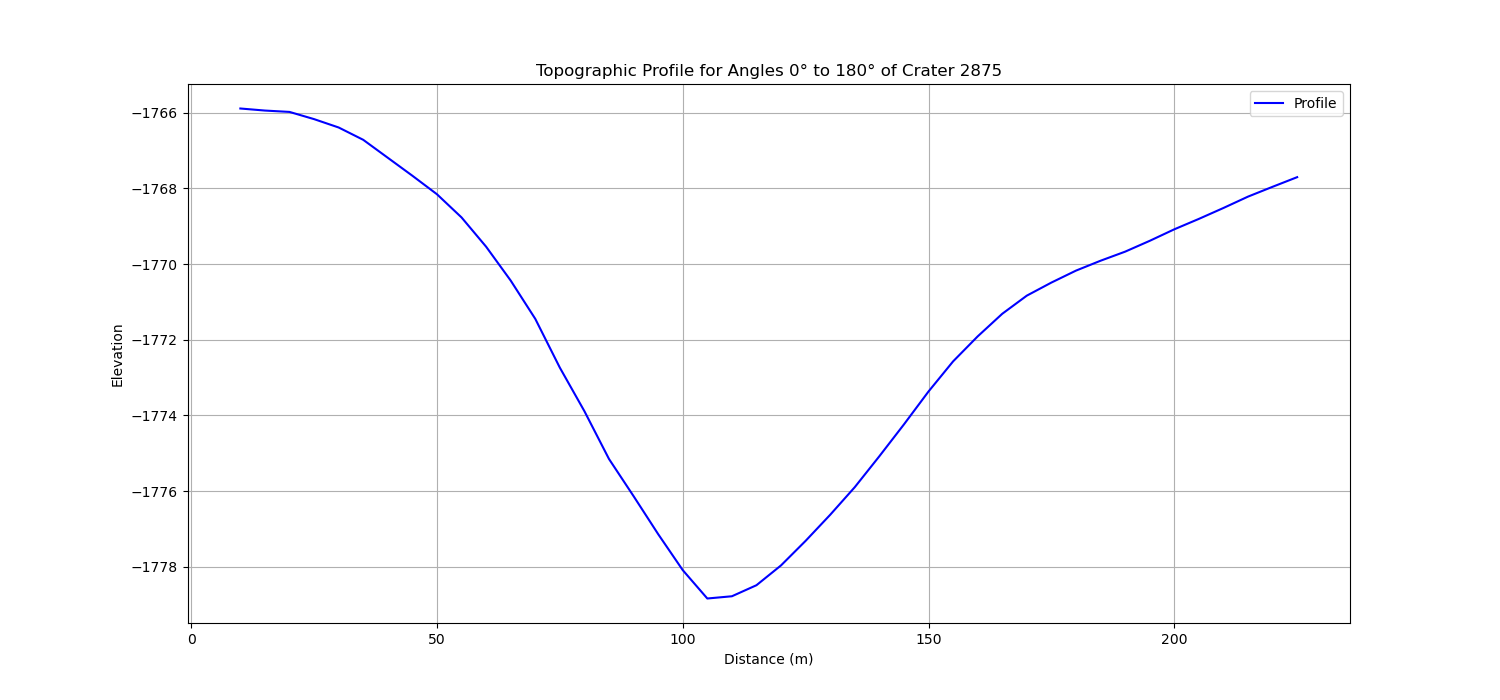 Topographic Profile for Angles 0° to 180° of Crater 2875
Profile
−1766
−1768
−1770
−1772
−1774
−1776
−1778
Elevation
0 50 100 150 200
Distance (m)